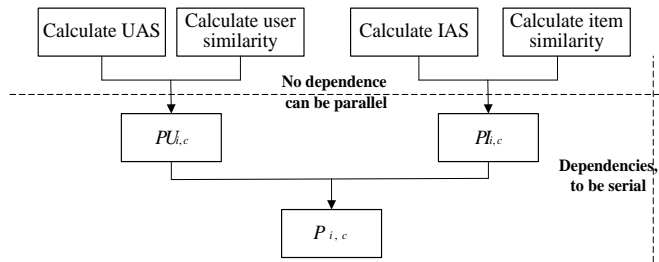 Calculate UAS
Calculate user
similarity
Calculate IAS
Calculate item
similarity
No dependence
can be parallel
PUi,c
PIi,c
Dependencies,
to be serial
P i, c